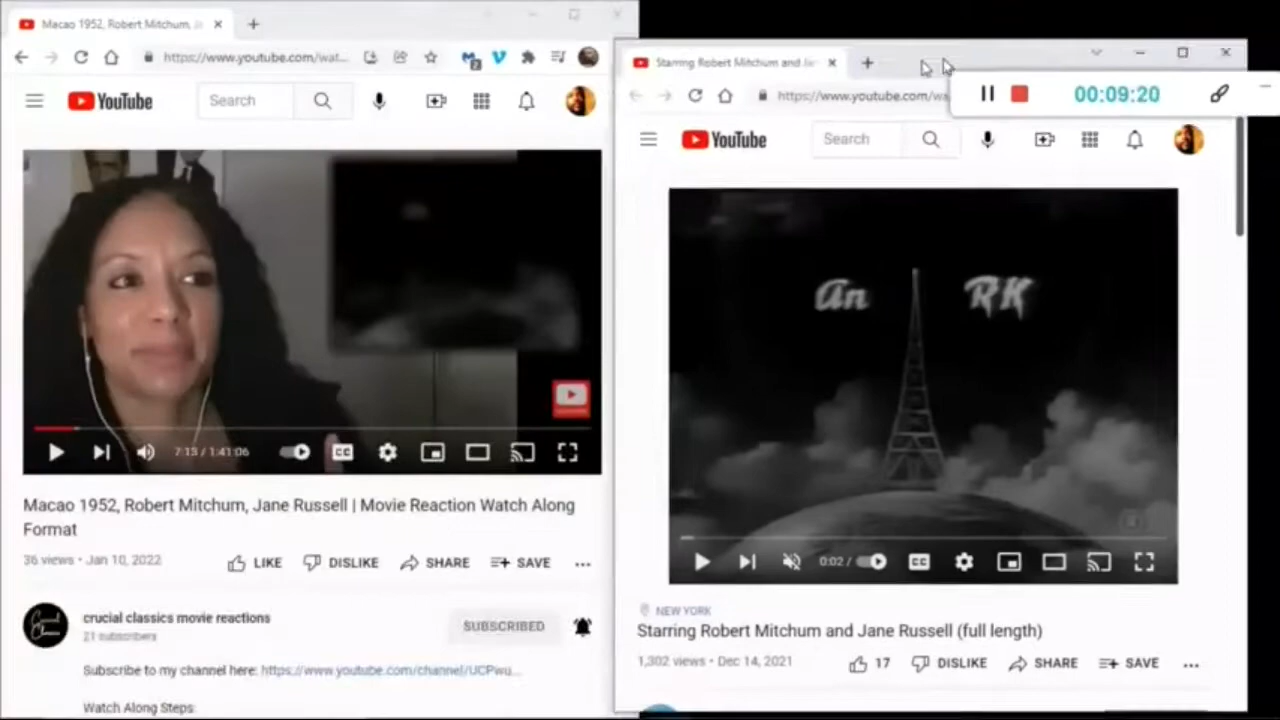 Macao 1952, Robert Mitchum,
https://www.youtube.com/wat...
2
YouTube
Search
7:13 / 1:41:06
CC
Macao 1952, Robert Mitchum, Jane Russell | Movie Reaction Watch Along
Format
36 views • Jan 10, 2022
LIKE
DISLIKE
SHARE
SAVE
crucial classics movie reactions
21 subscribers
SUBSCRIBED
Subscribe to my channel here: https://www.youtube.com/channel/UCPwu...
Watch Along Steps:
Starring Robert Mitchum and
https://www.youtube.com/wa
00:09:20
YouTube
Search
An RK
0:02 /
CC
NEW YORK
Starring Robert Mitchum and Jane Russell (full length)
1,302 views • Dec 14, 2021
17
DISLIKE
SHARE
SAVE